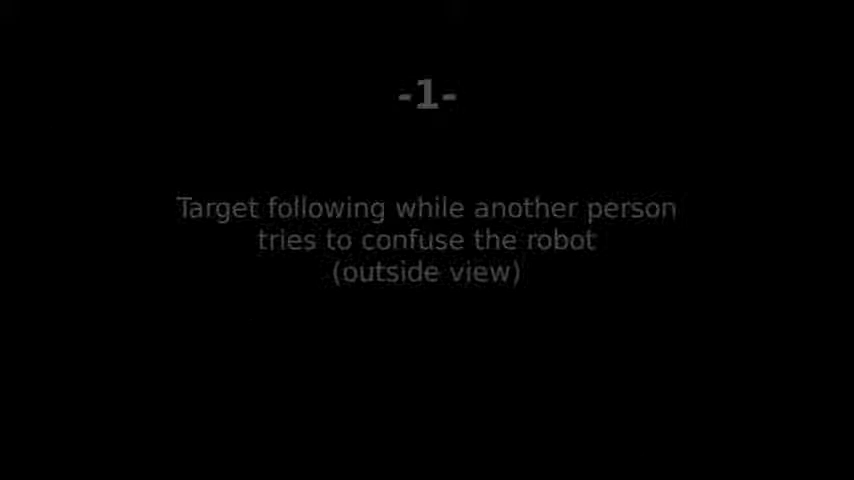 -1-
Target following while another person
tries to confuse the robot
(outside view)